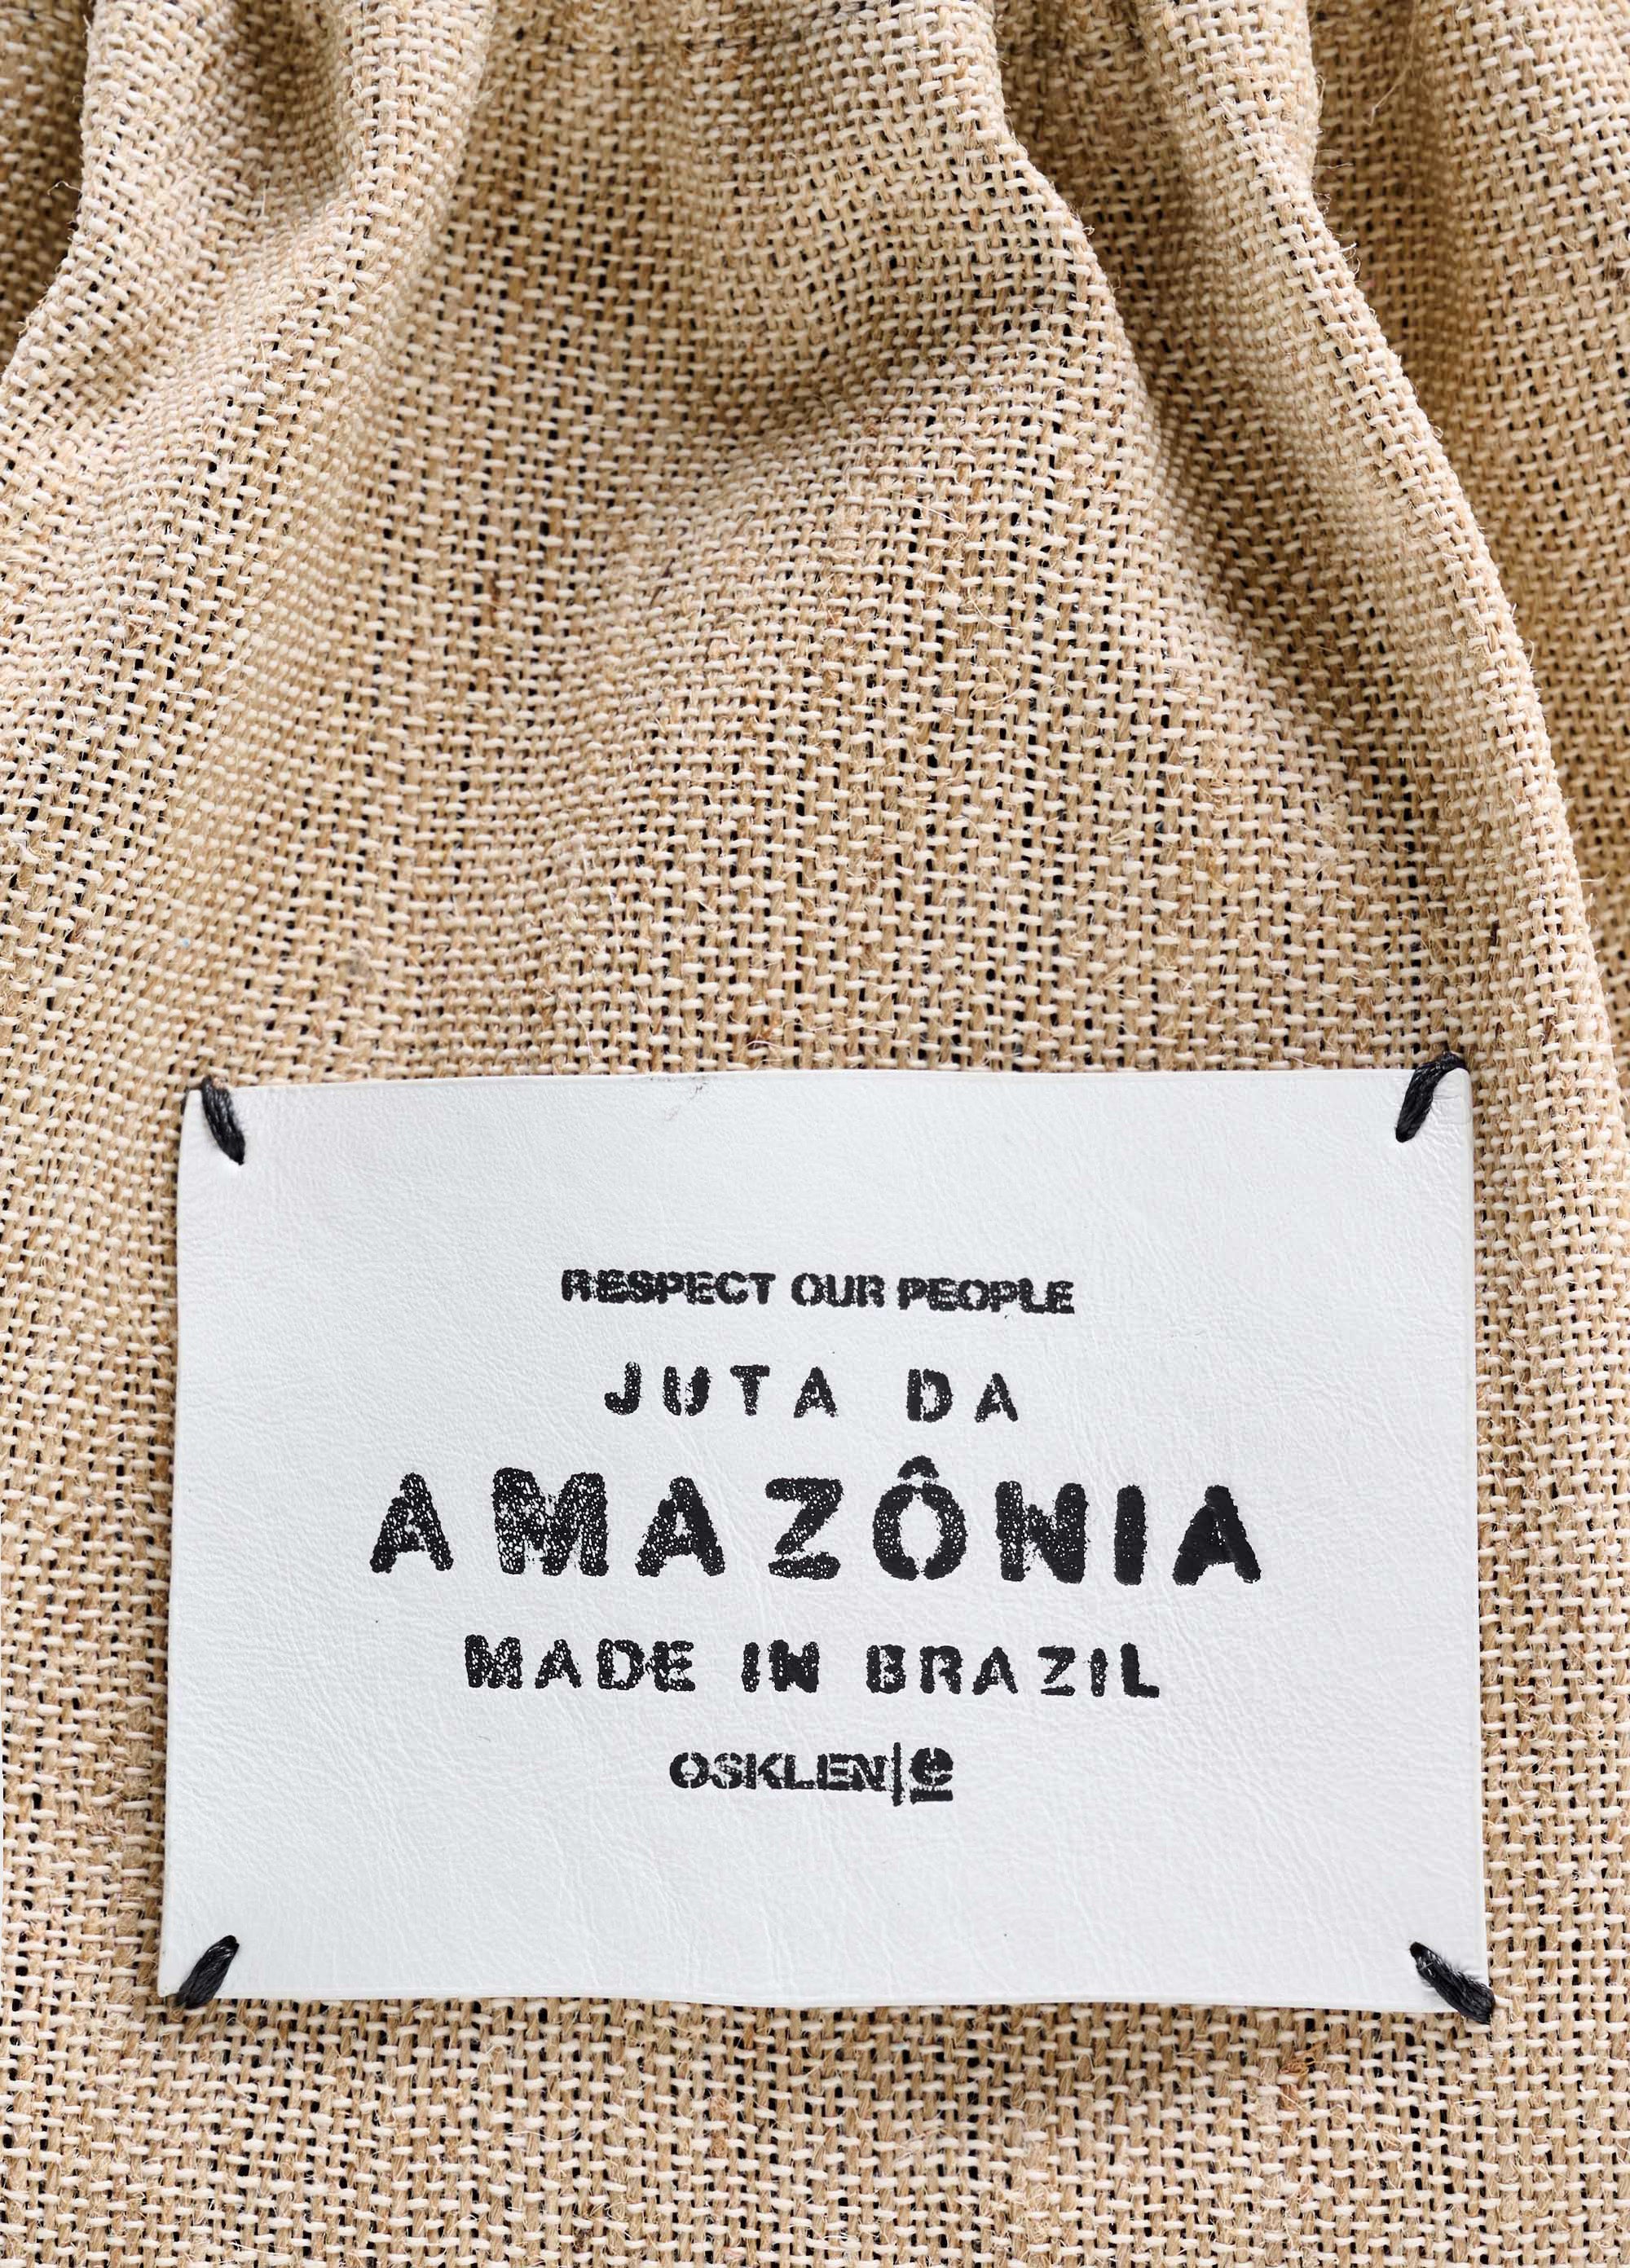 RESPECT OUR PEOPLE
JUTA DA
AMAZÔNIA
MADE IN BRAZIL
OSKLEN|e